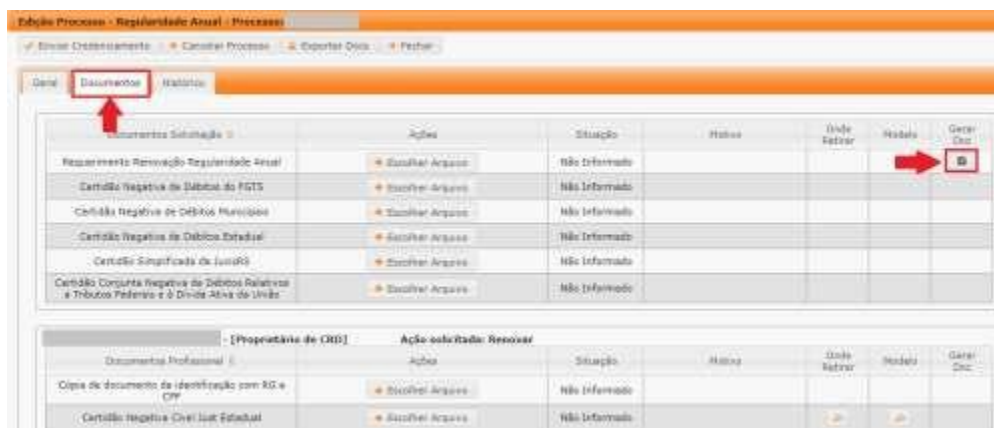 Edição Processo - Regularidade Anual - Processo:
Enviar Credenciamento Cancelar Processo Exportar Docs Fechar
Geral Documentos Histórico
Documentos Solicitação Ações Situação Motivo Onde Retirar Modelo Gerar Doc
Requerimento Renovação Regularidade Anual Escolher Arquivo Não Informado
Certidão Negativa de Débitos do FGTS Escolher Arquivo Não Informado
Certidão Negativa de Débitos Municipais Escolher Arquivo Não Informado
Certidão Negativa de Débitos Estadual Escolher Arquivo Não Informado
Certidão Simplificada da JucisRS Escolher Arquivo Não Informado
Certidão Conjunta Negativa de Débitos Relativos
a Tributos Federais e à Dívida Ativa da União Escolher Arquivo Não Informado
- [Proprietário de CRD] Ação solicitada: Renovar
Documentos Profissional Ações Situação Motivo Onde Retirar Modelo Gerar Doc
Cópia de documento de identificação com RG e
CPF Escolher Arquivo Não Informado
Certidão Negativa Cível Just Estadual Escolher Arquivo Não Informado